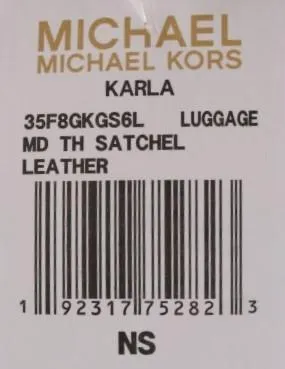 MICHAEL
MICHAEL KORS
KARLA
35F8GKGS6L LUGGAGE
MD TH SATCHEL
LEATHER
1 92317 75282 3
NS